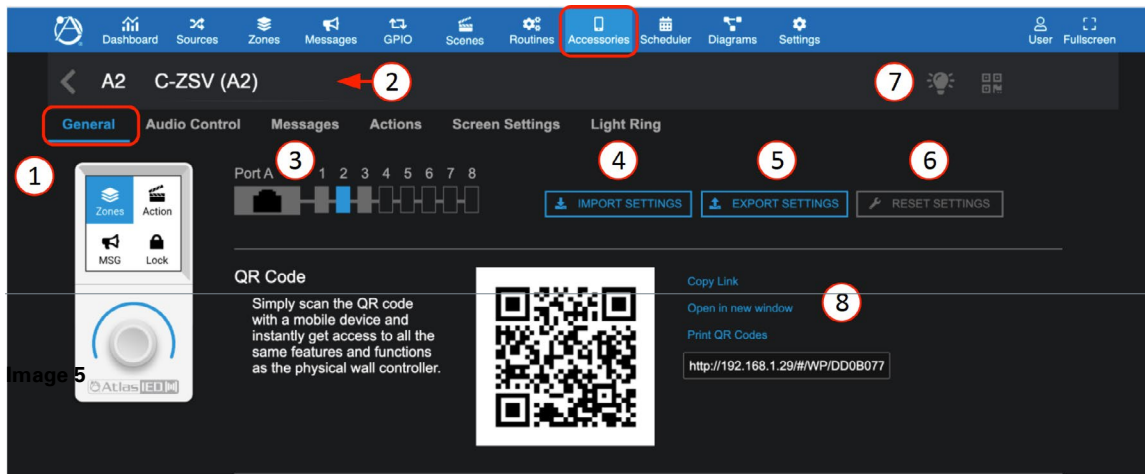 Dashboard Sources Zones Messages GPIO Scenes Routines Accessories Scheduler Diagrams Settings User Fullscreen
A2 C-ZSV (A2) 2 7
General Audio Control Messages Actions Screen Settings Light Ring
1
Port A 3 1 2 3 4 5 6 7 8
4 5 6
IMPORT SETTINGS EXPORT SETTINGS RESET SETTINGS
Zones Action
MSG Lock
QR Code
Simply scan the QR code
with a mobile device and
instantly get access to all the
same features and functions
as the physical wall controller.
Copy Link
Open in new window
8
Print QR Codes
http://192.168.1.29/#/WP/DD0B077
Image 5
AtlasIED